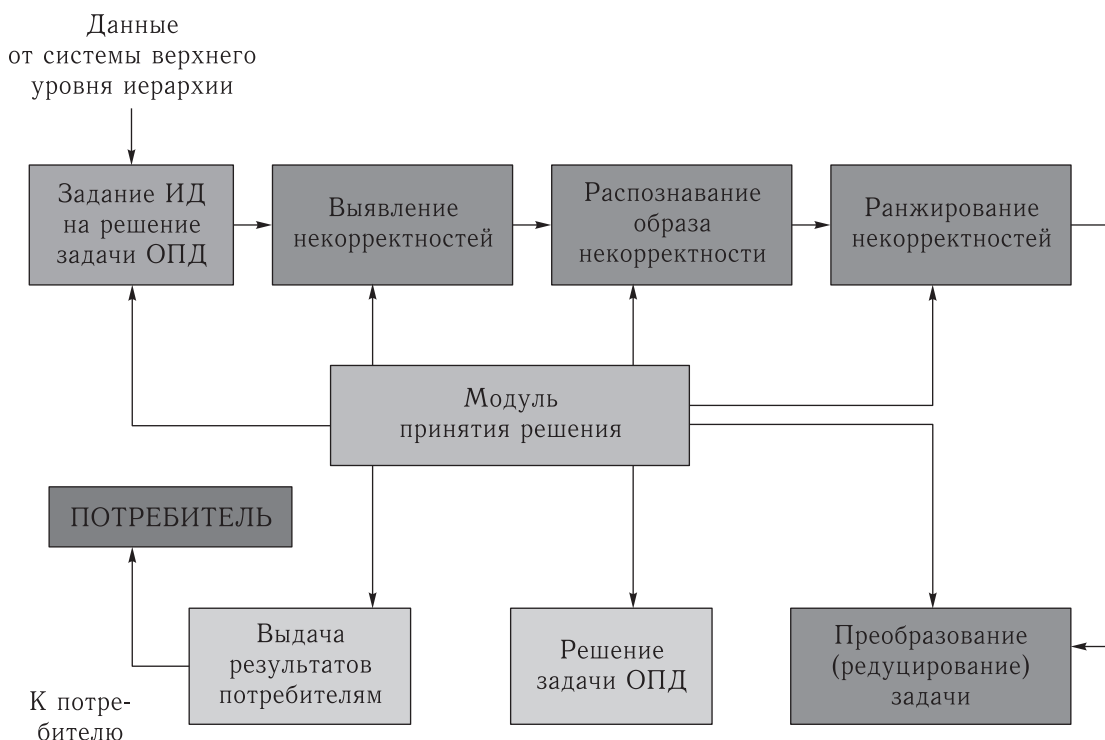 Данные
от системы верхнего
уровня иерархии
Задание ИД
на решение
задачи ОПД
Выявление
некорректностей
Распознавание
образа
некорректности
Ранжирование
некорректностей
Модуль
принятия решения
ПОТРЕБИТЕЛЬ
Выдача
результатов
потребителям
Решение
задачи ОПД
Преобразование
(редуцирование)
задачи
К потре-
бителю